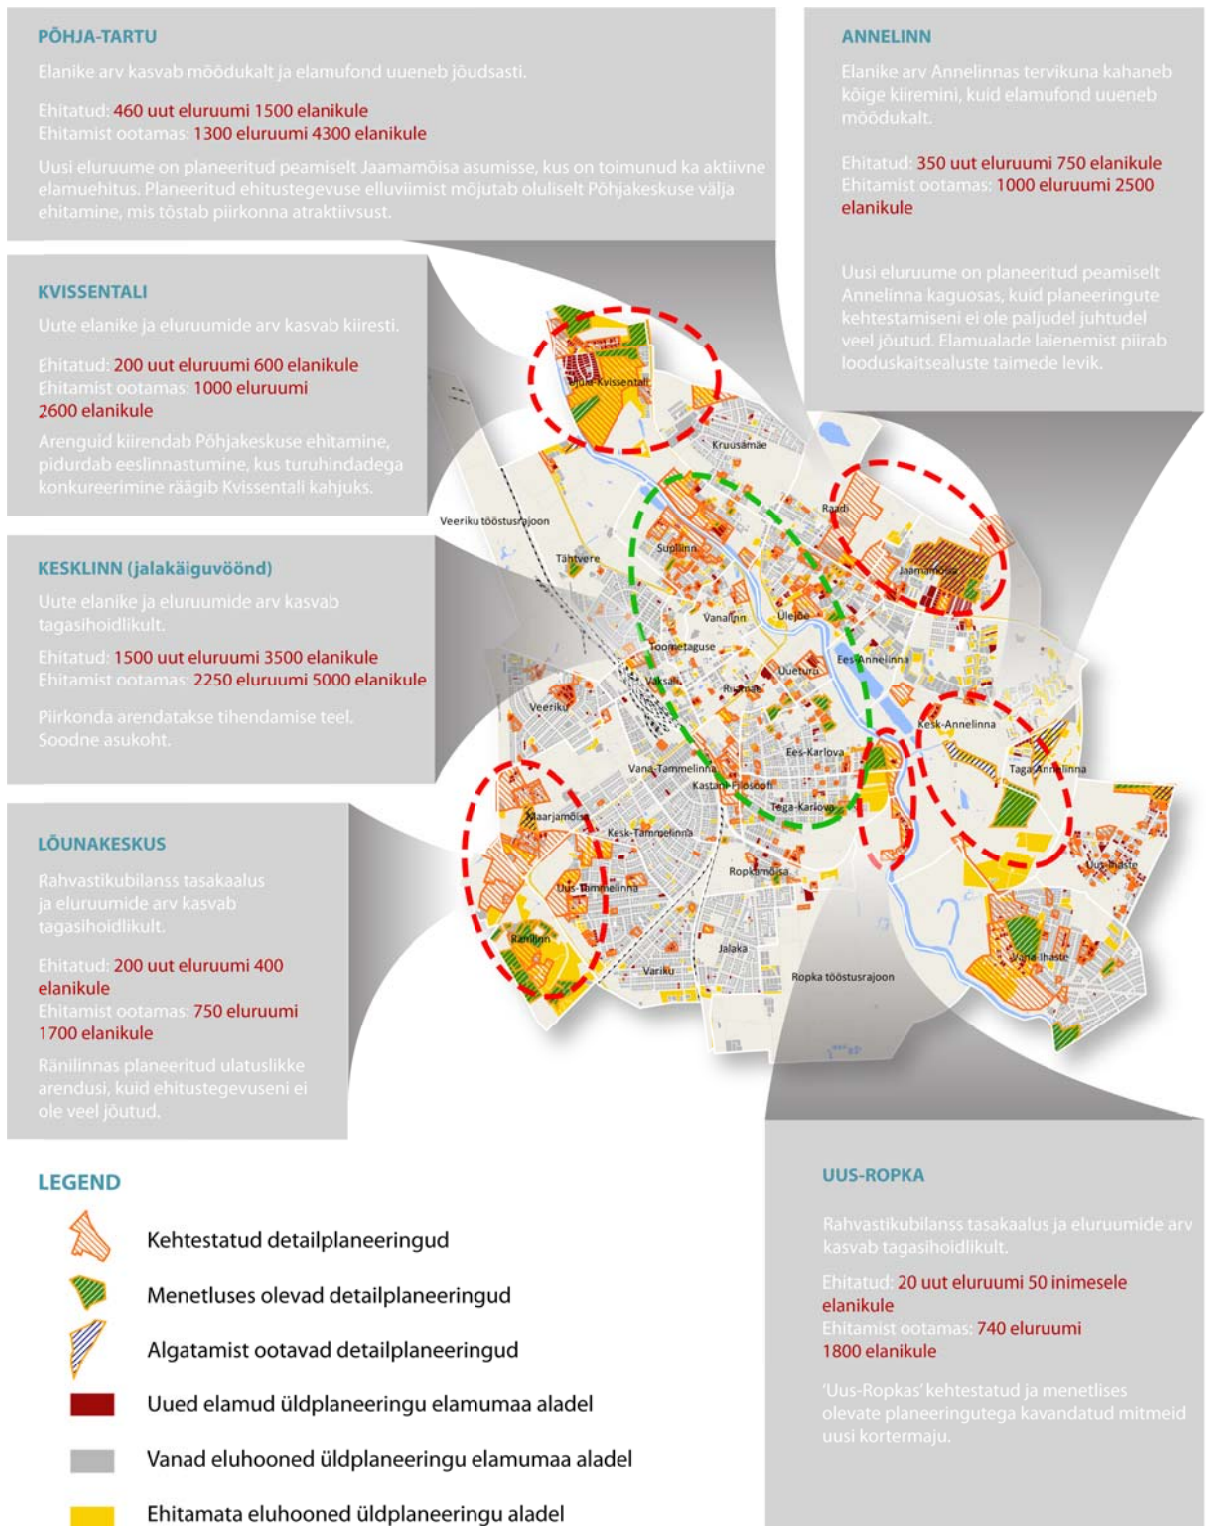 PÕHJA-TARTU
Elanike arv kasvab mõõdukalt ja elamufond uueneb jõudsasti.
Ehitatud: 460 uut eluruumi 1500 elanikule
Ehitamist ootamas: 1300 eluruumi 4300 elanikule
Uusi eluruume on planeeritud peamiselt Jaamamõisa asumisse, kus on toimunud ka aktiivne
elamuehitus. Planeeritud ehitustegevuse elluviimist mõjutab oluliselt Põhjakeskuse välja
ehitamine, mis tõstab piirkonna atraktiivsust.
ANNELINN
Elanike arv Annelinnas tervikuna kahaneb
kõige kiiremini, kuid elamufond uueneb
mõõdukalt.
Ehitatud: 350 uut eluruumi 750 elanikule
Ehitamist ootamas: 1000 eluruumi 2500
elanikule
Uusi eluruume on planeeritud peamiselt
Annelinna kaguosas, kuid planeeringute
kehtestamiseni ei ole paljudel juhtudel
veel jõutud. Elamualade laienemist piirab
looduskaitsealuste taimede levik.
KVISSENTALI
Uute elanike ja eluruumide arv kasvab kiiresti.
Ehitatud: 200 uut eluruumi 600 elanikule
Ehitamist ootamas: 1000 eluruumi
2600 elanikule
Arenguid kiirendab Põhjakeskuse ehitamine,
pidurdab eeslinnastumine, kus turuhindadega
konkureerimine räägib Kvissentali kahjuks.
KESKLINN (jalakäiguvöönd)
Uute elanike ja eluruumide arv kasvab
tagasihoidlikult.
Ehitatud: 1500 uut eluruumi 3500 elanikule
Ehitamist ootamas: 2250 eluruumi 5000 elanikule
Piirkonda arendatakse tihendamise teel.
Soodne asukoht.
LÕUNAKESKUS
Rahvastikubilanss tasakaalus
ja eluruumide arv kasvab
tagasihoidlikult.
Ehitatud: 200 uut eluruumi 400
elanikule
Ehitamist ootamas: 750 eluruumi
1700 elanikule
Ränilinnas planeeritud ulatuslikke
arendusi, kuid ehitustegevuseni ei
ole veel jõutud.
Ujula-Kvissentali
Kruusamäe
Raadi
Veeriku tööstusrajoon
Tähtvere
Supilinn
Jaamamõisa
Vanalinn
Ülejõe
Toometaguse
Ees-Annelinna
Vaksali
Ruumae
Uueturu
Veeriku
Kesk-Annelinna
Ees-Karlova
Taga-Annelinna
Vana-Tammelinna
Kastani-Filosoofi
Taga-Karlova
Maarjamõisa
Kesk-Tammelinna
Uus-Ihaste
Ropkamõisa
Uus-Tammelinna
Ränilinn
Jalaka
Vana-Ihaste
Variku
Ropka tööstusrajoon
UUS-ROPKA
Rahvastikubilanss tasakaalus ja eluruumide arv
kasvab tagasihoidlikult.
Ehitatud: 20 uut eluruumi 50 inimesele
elanikule
Ehitamist ootamas: 740 eluruumi
1800 elanikule
'Uus-Ropkas' kehtestatud ja menetlises
olevate planeeringutega kavandatud mitmeid
uusi kortermaju.
LEGEND
Kehtestatud detailplaneeringud
Menetluses olevad detailplaneeringud
Algatamist ootavad detailplaneeringud
Uued elamud üldplaneeringu elamumaa aladel
Vanad eluhooned üldplaneeringu elamumaa aladel
Ehitamata eluhooned üldplaneeringu aladel